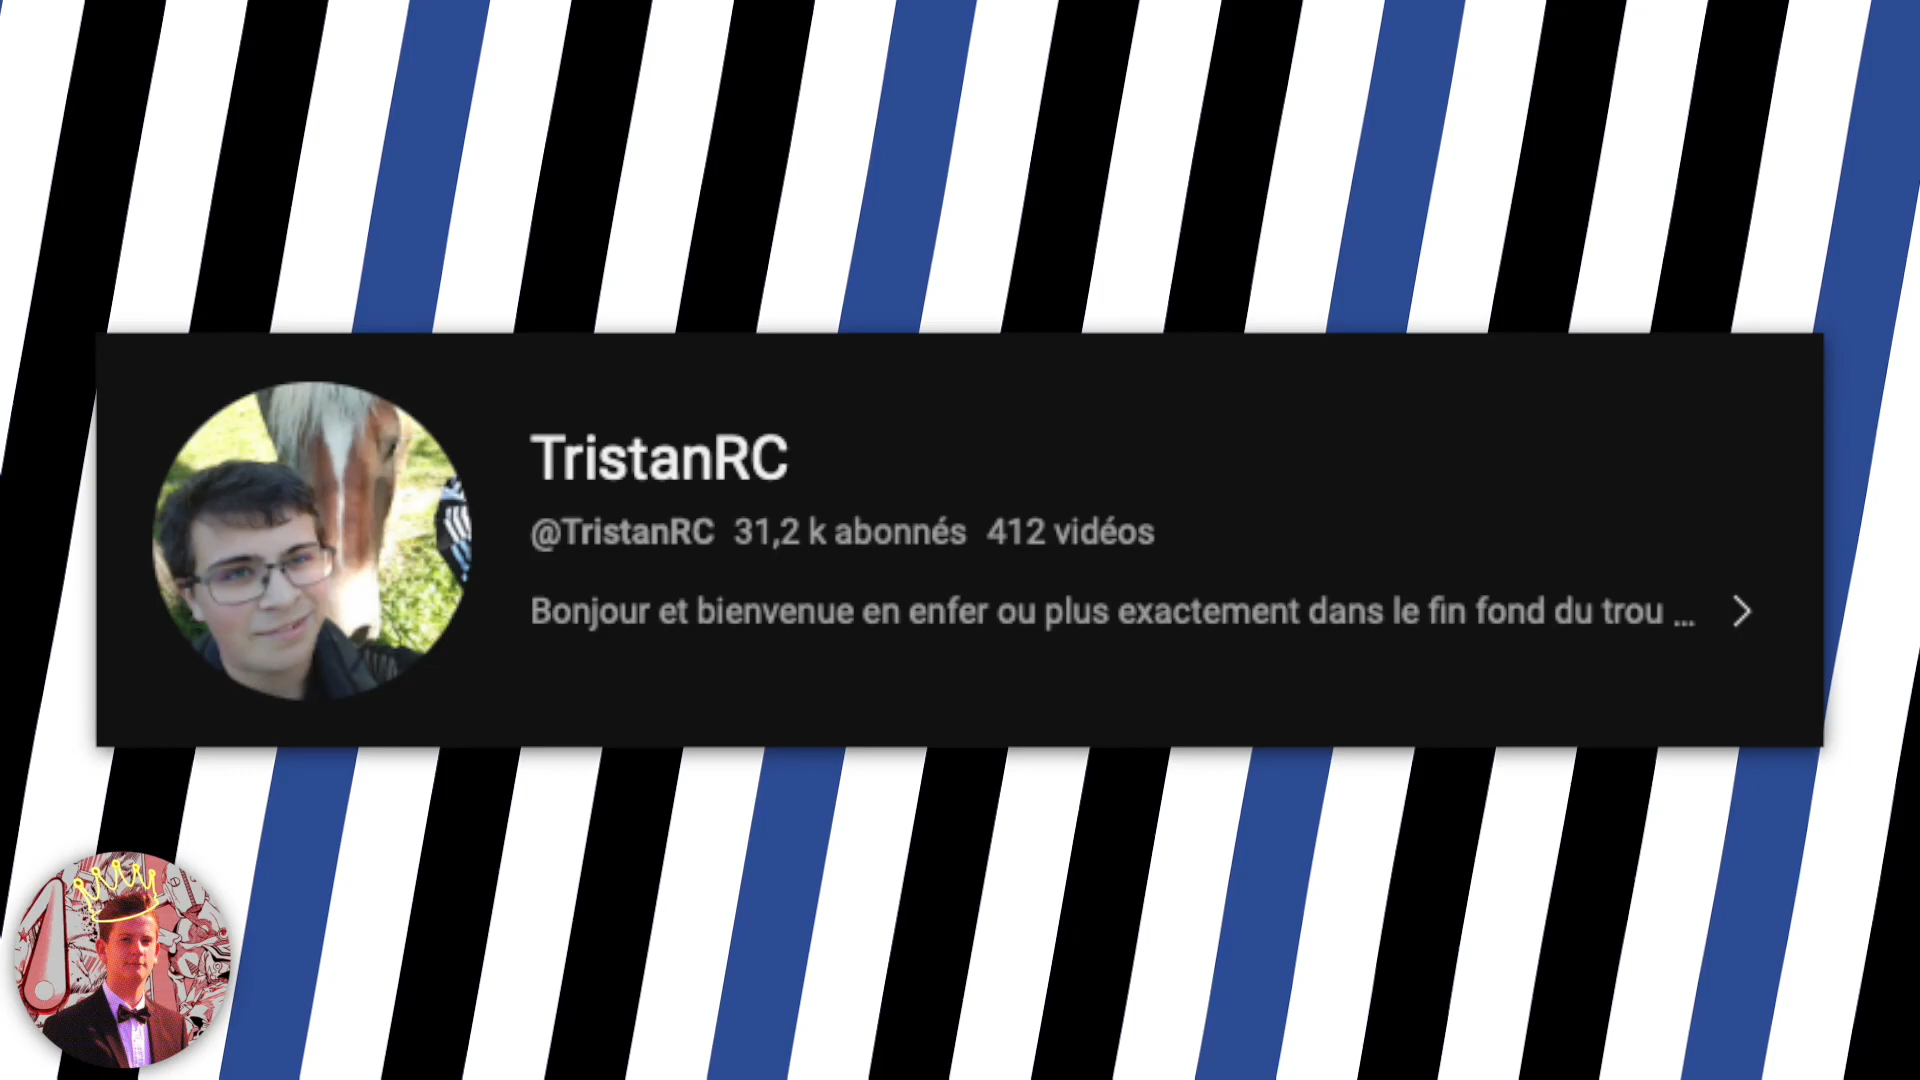 TristanRC
@TristanRC 31,2 k abonnés 412 vidéos
Bonjour et bienvenue en enfer ou plus exactement dans le fin fond du trou ...